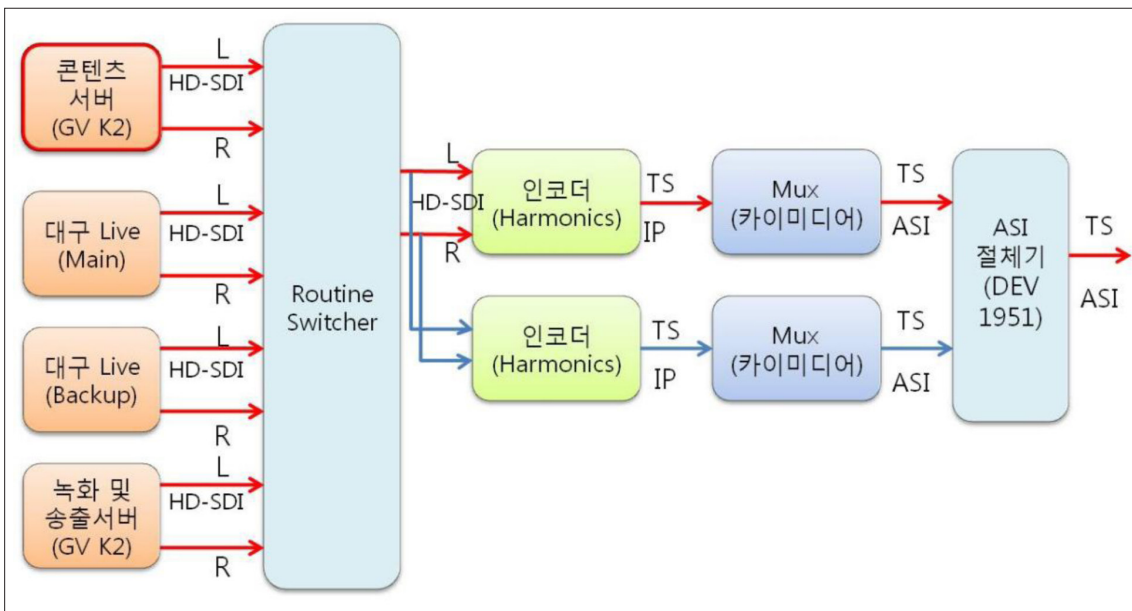 콘텐츠
서버
(GV K2)
L
HD-SDI
R
대구 Live
(Main)
L
HD-SDI
R
대구 Live
(Backup)
L
HD-SDI
R
녹화 및
송출서버
(GV K2)
L
HD-SDI
R
Routine
Switcher
L
HD-SDI
R
인코더
(Harmonics)
TS
IP
Mux
(카이미디어)
TS
ASI
인코더
(Harmonics)
TS
IP
Mux
(카이미디어)
TS
ASI
ASI
절체기
(DEV
1951)
TS
ASI